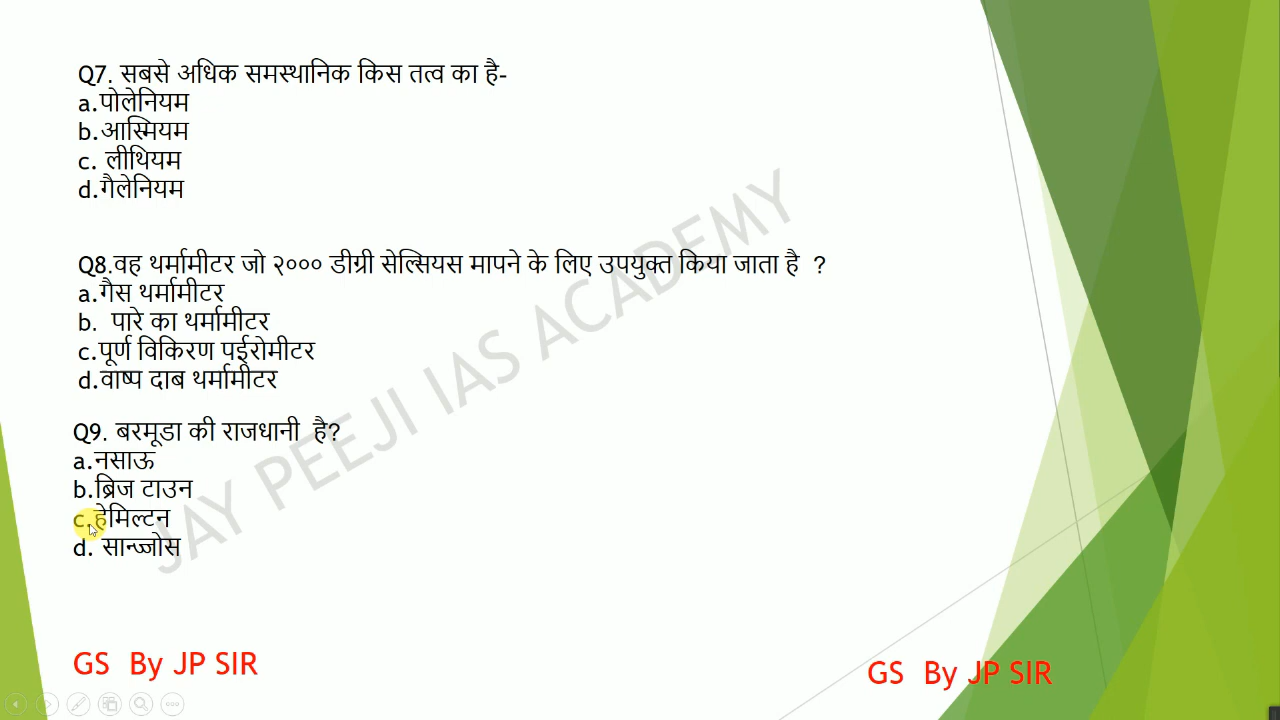 Q7. सबसे अधिक समस्थानिक किस तत्व का है-
a.पोलेनियम
b.आस्मियम
c. लीथियम
d.गैलेनियम
Q8.वह थर्मामीटर जो २००० डीग्री सेल्सियस मापने के लिए उपयुक्त किया जाता है ?
a.गैस थर्मामीटर
b. पारे का थर्मामीटर
c.पूर्ण विकिरण पईरोमीटर
d.वाष्प दाब थर्मामीटर
Q9. बरमूडा की राजधानी है?
a.नसाऊ
b.ब्रिज टाउन
c.हेमिल्टन
d. सान्ज्जोस
JAY PEEJI IAS ACADEMY
GS By JP SIR
GS By JP SIR